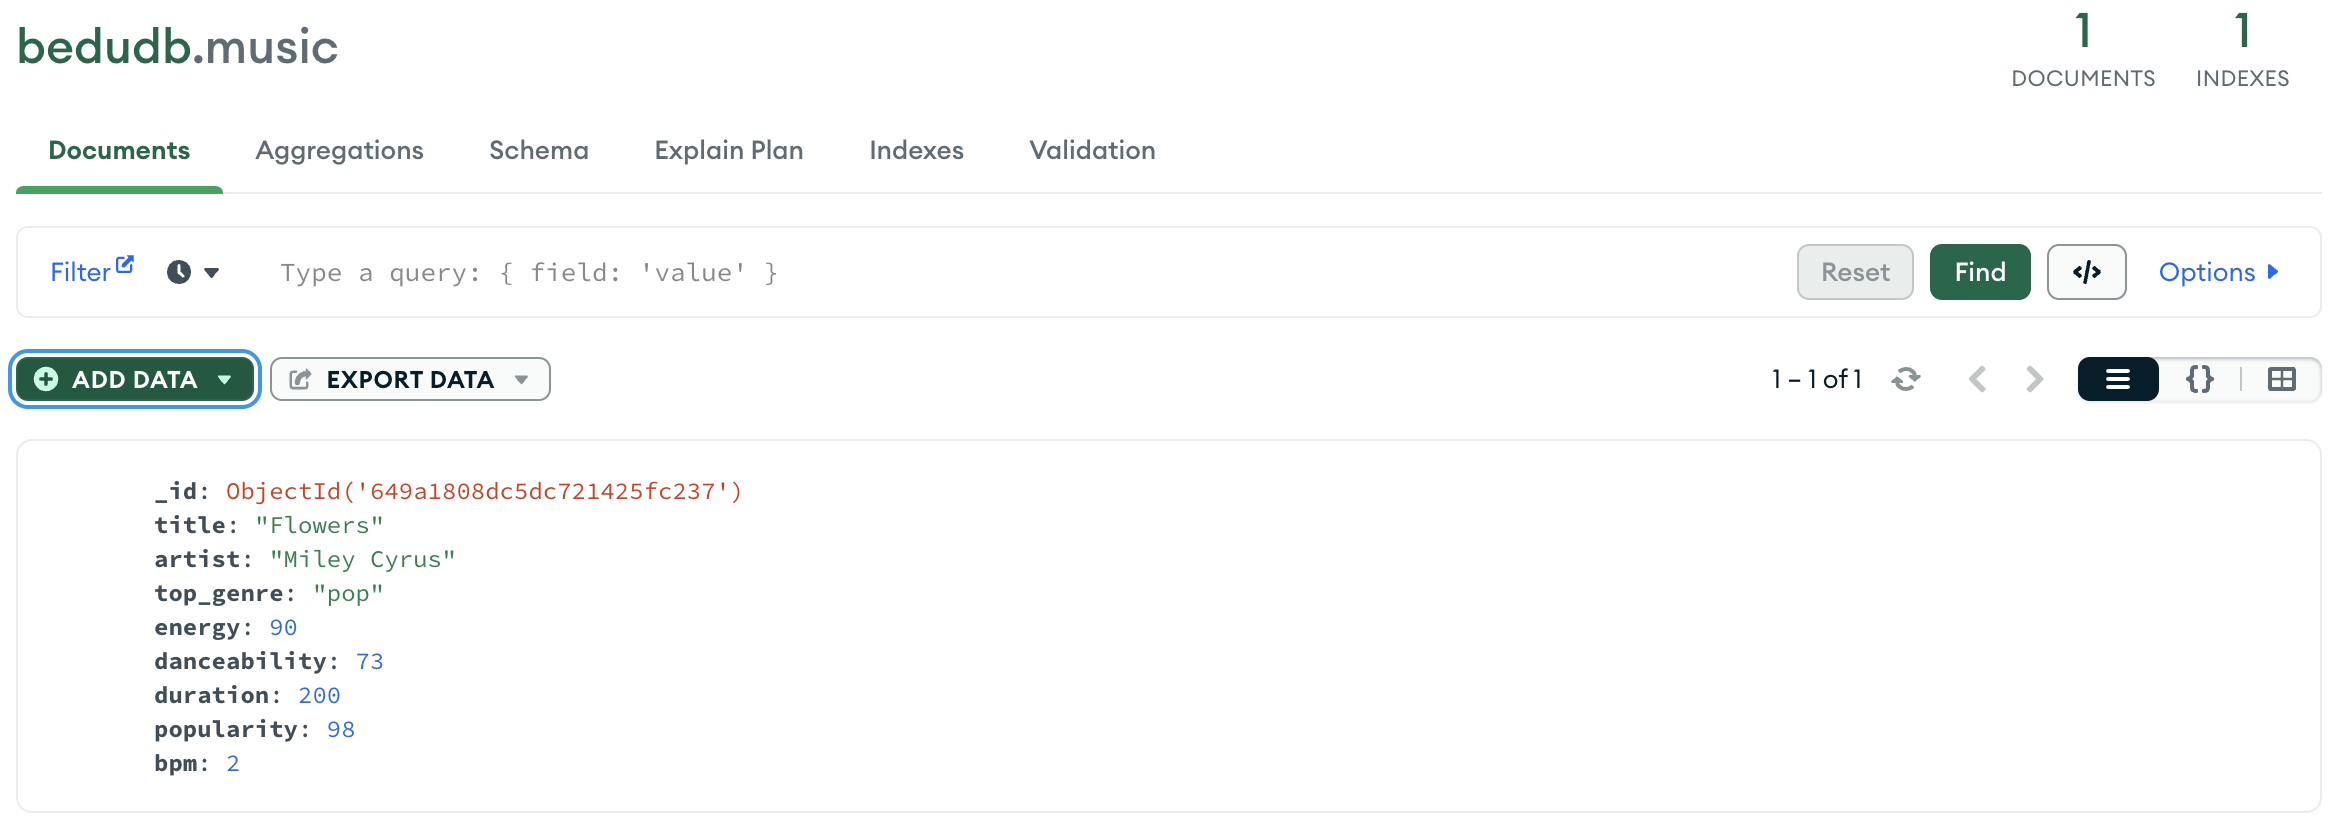 bedudb.music
1 DOCUMENTS
1 INDEXES
Documents Aggregations Schema Explain Plan Indexes Validation
Filter Type a query: { field: 'value' } Reset Find </> Options
ADD DATA EXPORT DATA 1 – 1 of 1 {}
_id: ObjectId('649a1808dc5dc721425fc237')
title: "Flowers"
artist: "Miley Cyrus"
top_genre: "pop"
energy: 90
danceability: 73
duration: 200
popularity: 98
bpm: 2